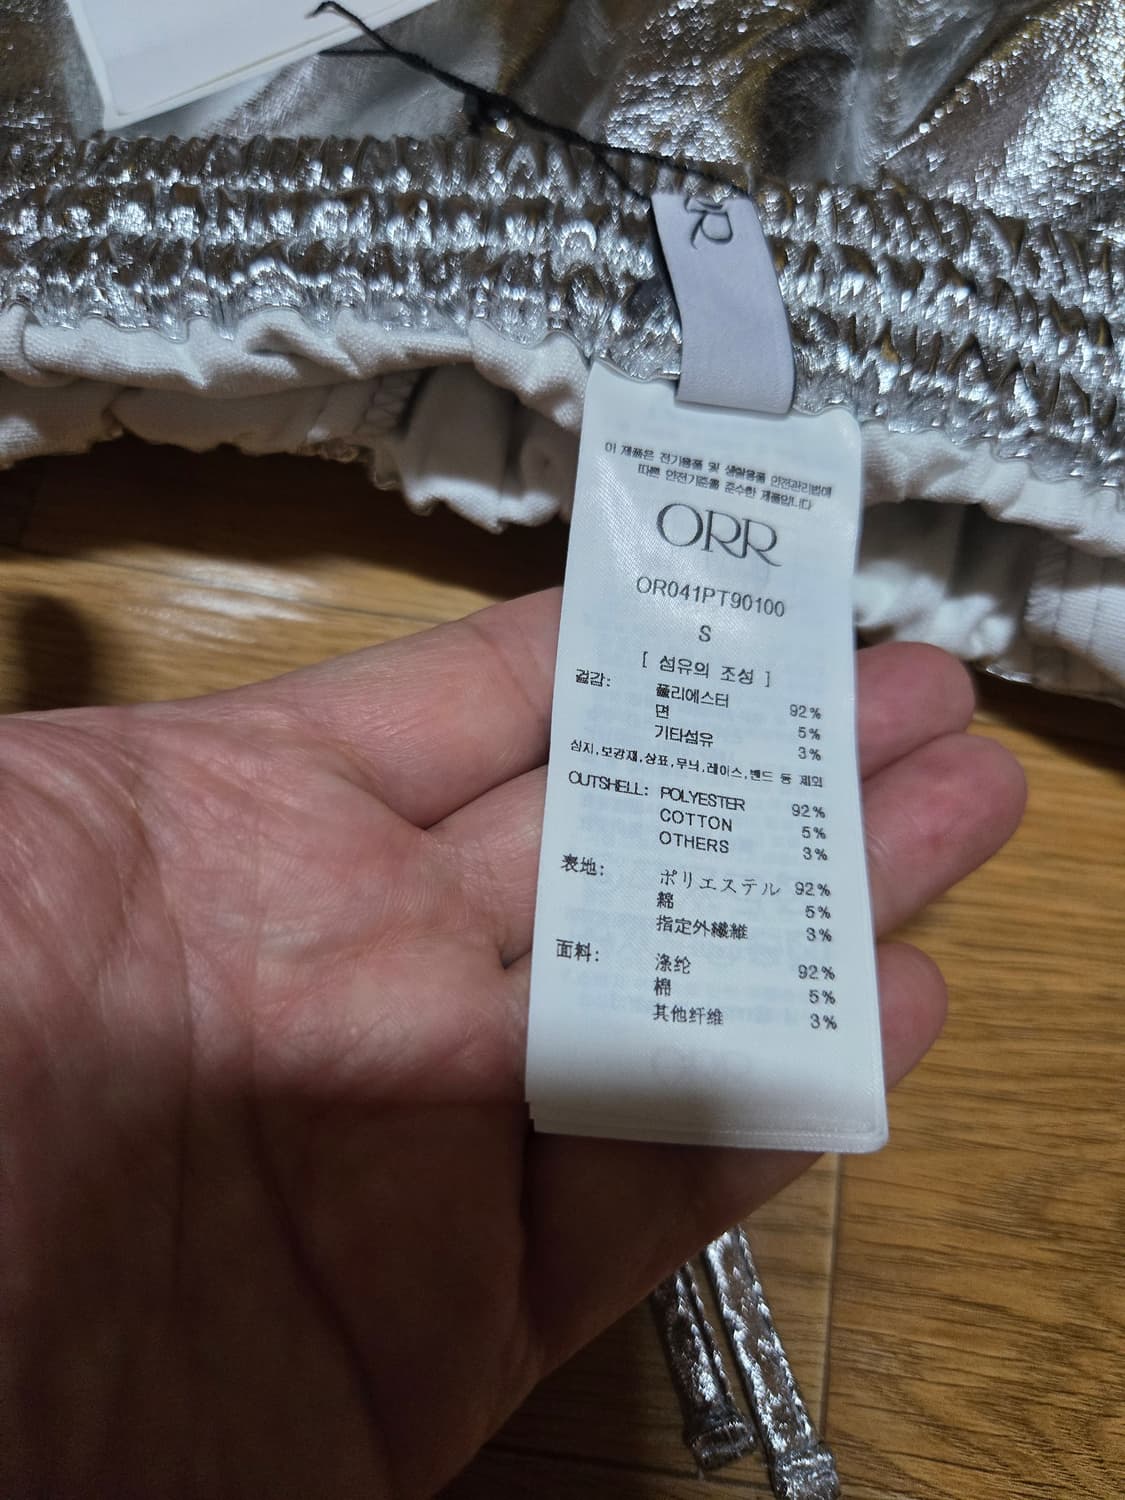 이 제품은 전기용품 및 생활용품 안전관리법에
따른 안전기준을 준수한 제품입니다
ORR
OR041PT90100
S
[ 섬유의 조성 ]
겉감: 폴리에스터 92%
면 5%
기타섬유 3%
심지,보강재,상표,무늬,레이스,밴드 등 제외
OUTSHELL: POLYESTER 92%
COTTON 5%
OTHERS 3%
表地: ポリエステル 92%
綿 5%
指定外繊維 3%
面料: 涤纶 92%
棉 5%
其他纤维 3%